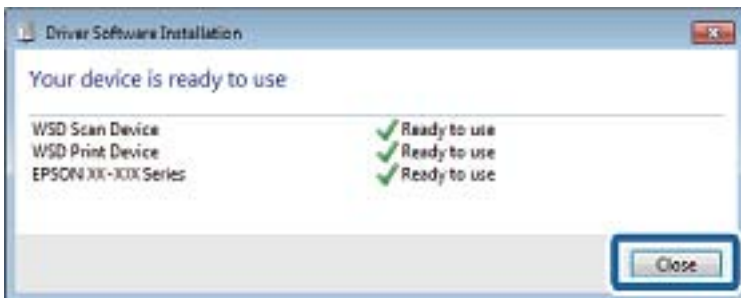 Driver Software Installation
Your device is ready to use
WSD Scan Device Ready to use
WSD Print Device Ready to use
EPSON XX-XXX Series Ready to use
Close